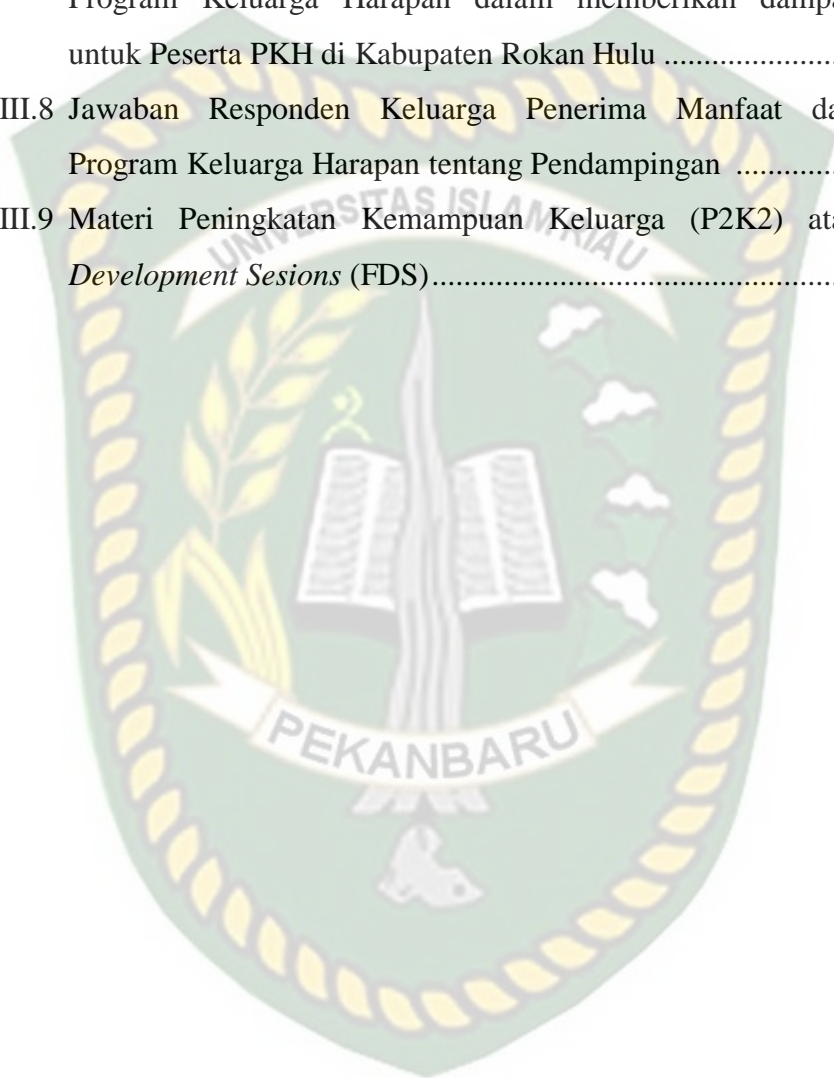 Program Keluarga Harapan dalam memberikan dampa
untuk Peserta PKH di Kabupaten Rokan Hulu ....................
III.8 Jawaban Responden Keluarga Penerima Manfaat da
Program Keluarga Harapan tentang Pendampingan ............
III.9 Materi Peningkatan Kemampuan Keluarga (P2K2) ata
Development Sesions (FDS)..............................................
UNIVERSITAS ISLAM RIAU
PEKANBARU